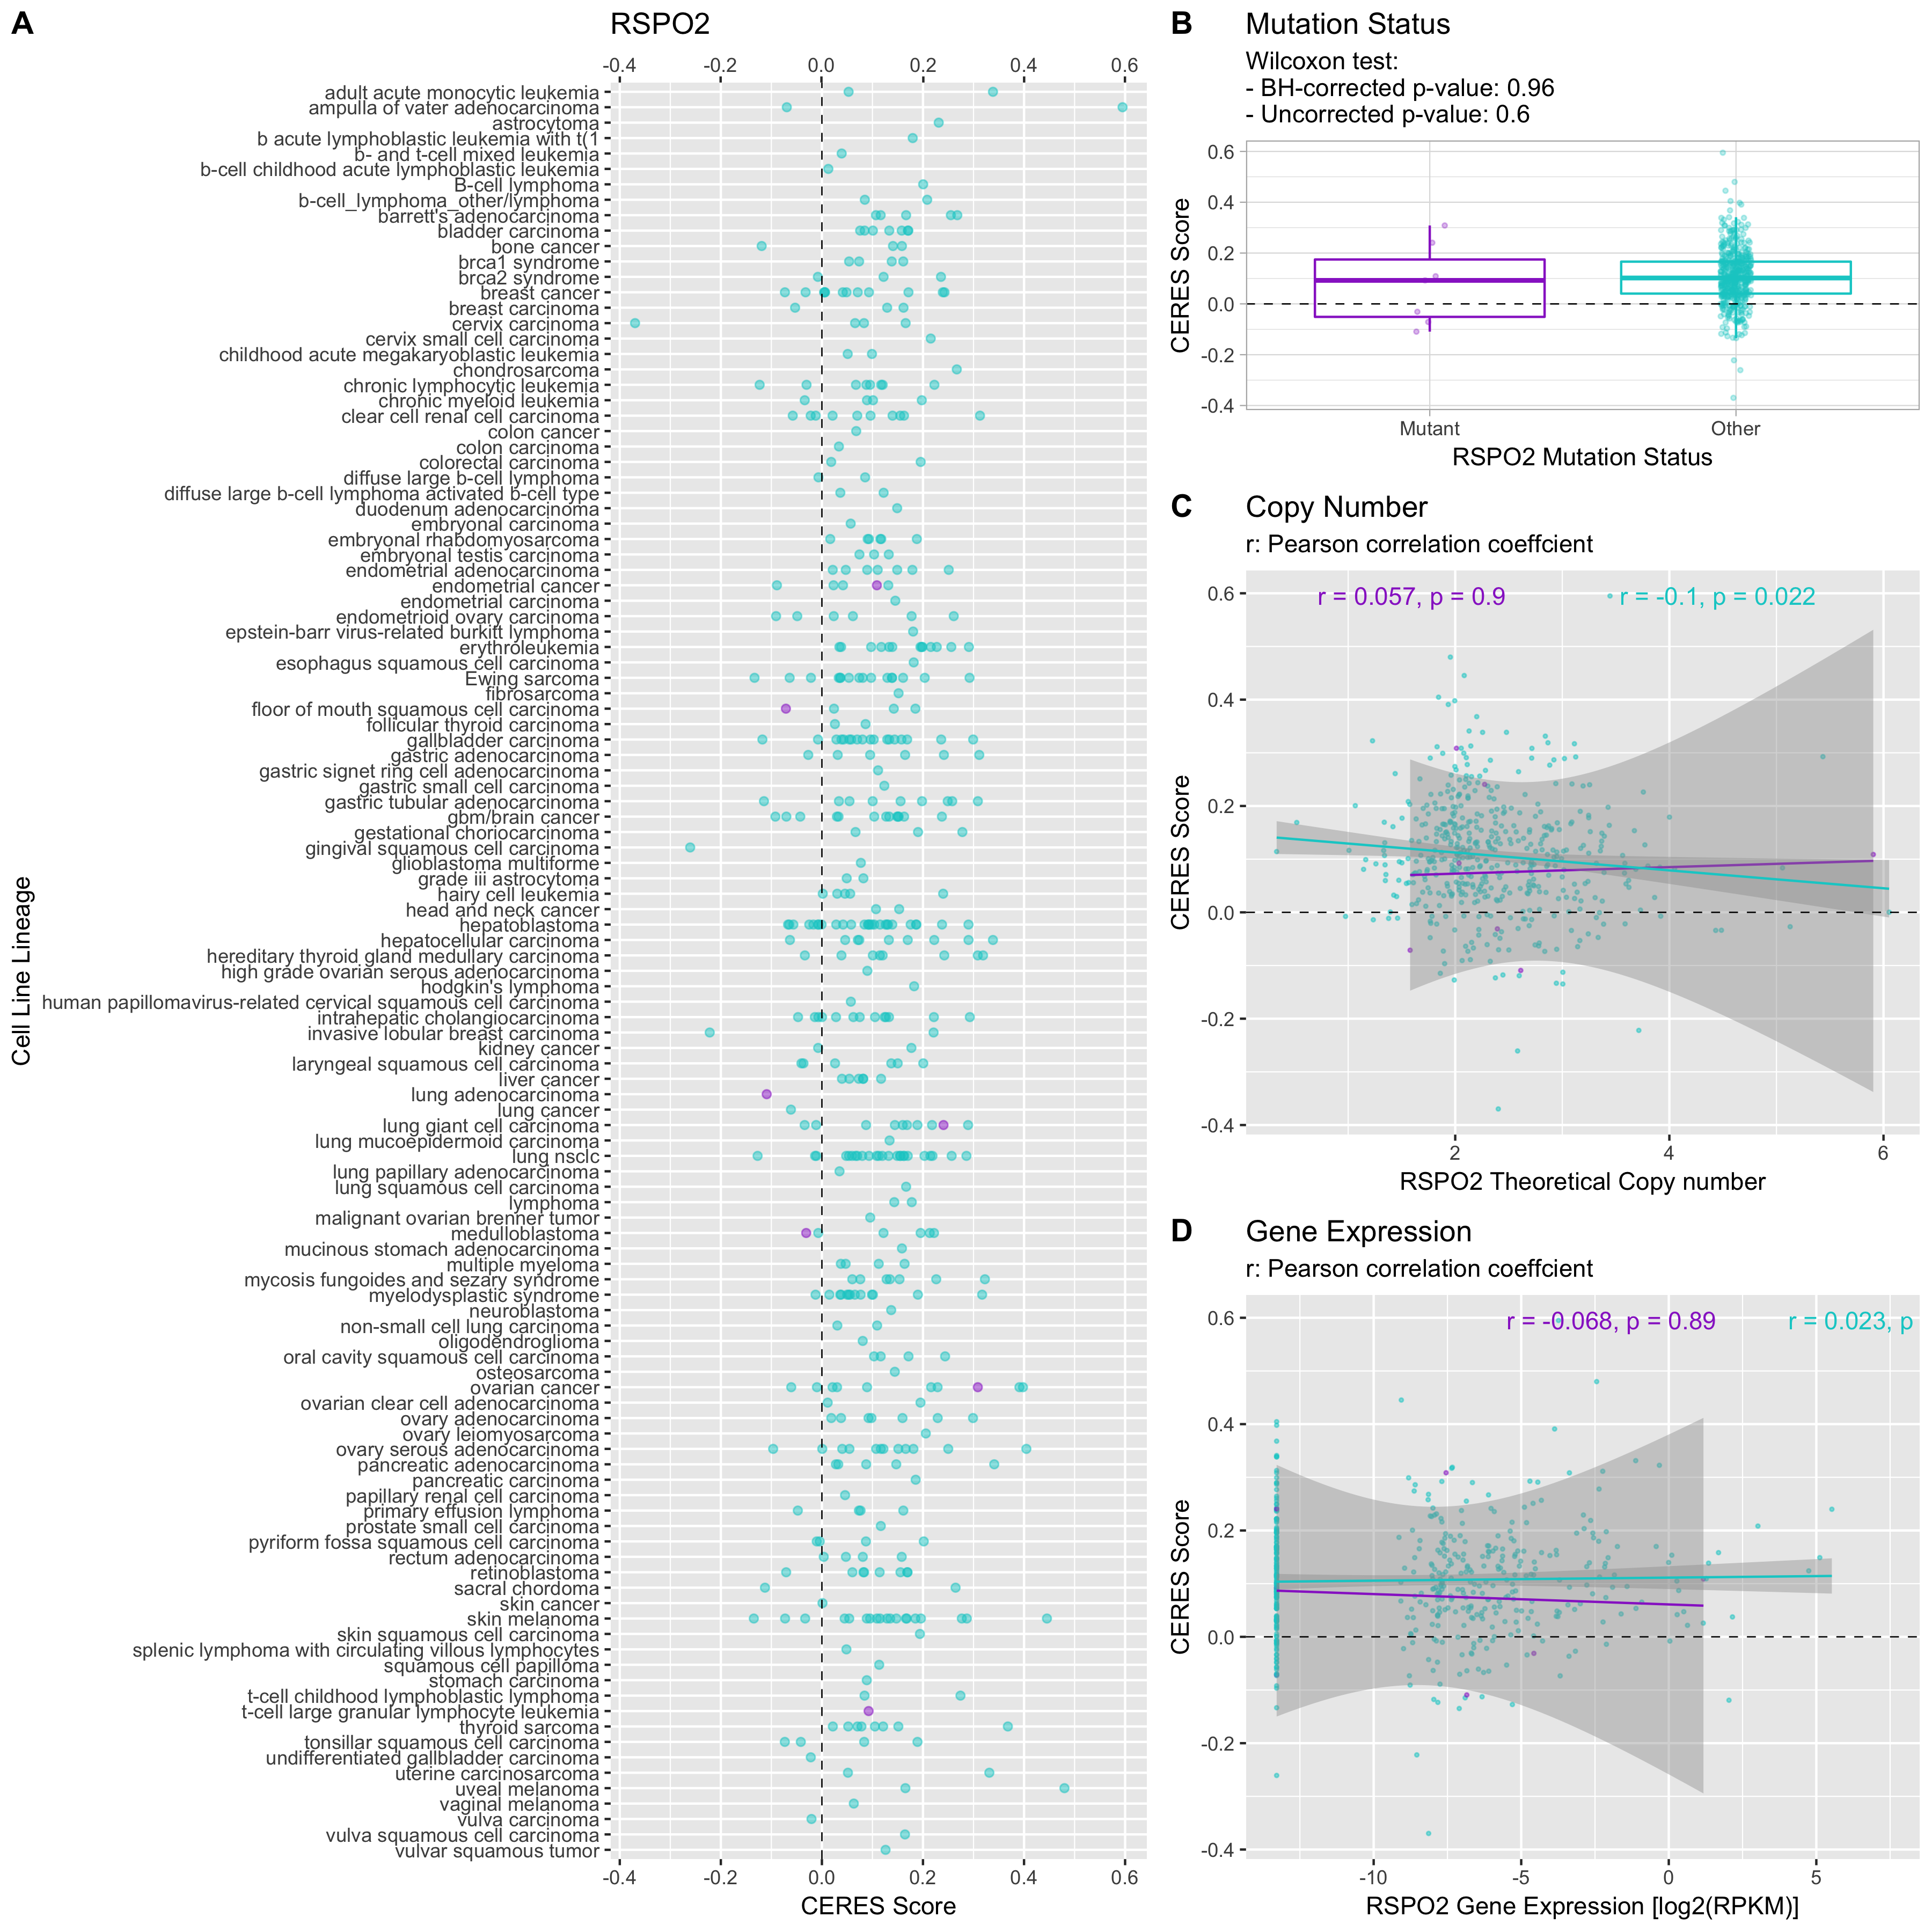 A
RSPO2
-0.4 -0.2 0.0 0.2 0.4 0.6
Cell Line Lineage
adult acute monocytic leukemia
ampulla of vater adenocarcinoma
astrocytoma
b acute lymphoblastic leukemia with t(1
b- and t-cell mixed leukemia
b-cell childhood acute lymphoblastic leukemia
B-cell lymphoma
b-cell_lymphoma_other/lymphoma
barrett's adenocarcinoma
bladder carcinoma
bone cancer
brca1 syndrome
brca2 syndrome
breast cancer
breast carcinoma
cervix carcinoma
cervix small cell carcinoma
childhood acute megakaryoblastic leukemia
chondrosarcoma
chronic lymphocytic leukemia
chronic myeloid leukemia
clear cell renal cell carcinoma
colon cancer
colon carcinoma
colorectal carcinoma
diffuse large b-cell lymphoma
diffuse large b-cell lymphoma activated b-cell type
duodenum adenocarcinoma
embryonal carcinoma
embryonal rhabdomyosarcoma
embryonal testis carcinoma
endometrial adenocarcinoma
endometrial cancer
endometrial carcinoma
endometrioid ovary carcinoma
epstein-barr virus-related burkitt lymphoma
erythroleukemia
esophagus squamous cell carcinoma
Ewing sarcoma
fibrosarcoma
floor of mouth squamous cell carcinoma
follicular thyroid carcinoma
gallbladder carcinoma
gastric adenocarcinoma
gastric signet ring cell adenocarcinoma
gastric small cell carcinoma
gastric tubular adenocarcinoma
gbm/brain cancer
gestational choriocarcinoma
gingival squamous cell carcinoma
glioblastoma multiforme
grade iii astrocytoma
hairy cell leukemia
head and neck cancer
hepatoblastoma
hepatocellular carcinoma
hereditary thyroid gland medullary carcinoma
high grade ovarian serous adenocarcinoma
hodgkin's lymphoma
human papillomavirus-related cervical squamous cell carcinoma
intrahepatic cholangiocarcinoma
invasive lobular breast carcinoma
kidney cancer
laryngeal squamous cell carcinoma
liver cancer
lung adenocarcinoma
lung cancer
lung giant cell carcinoma
lung mucoepidermoid carcinoma
lung nsclc
lung papillary adenocarcinoma
lung squamous cell carcinoma
lymphoma
malignant ovarian brenner tumor
medulloblastoma
mucinous stomach adenocarcinoma
multiple myeloma
mycosis fungoides and sezary syndrome
myelodysplastic syndrome
neuroblastoma
non-small cell lung carcinoma
oligodendroglioma
oral cavity squamous cell carcinoma
osteosarcoma
ovarian cancer
ovarian clear cell adenocarcinoma
ovary adenocarcinoma
ovary leiomyosarcoma
ovary serous adenocarcinoma
pancreatic adenocarcinoma
pancreatic carcinoma
papillary renal cell carcinoma
primary effusion lymphoma
prostate small cell carcinoma
pyriform fossa squamous cell carcinoma
rectum adenocarcinoma
retinoblastoma
sacral chordoma
skin cancer
skin melanoma
skin squamous cell carcinoma
splenic lymphoma with circulating villous lymphocytes
squamous cell papilloma
stomach carcinoma
t-cell childhood lymphoblastic lymphoma
t-cell large granular lymphocyte leukemia
thyroid sarcoma
tonsillar squamous cell carcinoma
undifferentiated gallbladder carcinoma
uterine carcinosarcoma
uveal melanoma
vaginal melanoma
vulva carcinoma
vulva squamous cell carcinoma
vulvar squamous tumor
-0.4 -0.2 0.0 0.2 0.4 0.6
CERES Score
B
Mutation Status
Wilcoxon test:
- BH-corrected p-value: 0.96
- Uncorrected p-value: 0.6
CERES Score
0.6
0.4
0.2
0.0
-0.2
-0.4
Mutant Other
RSPO2 Mutation Status
C
Copy Number
r: Pearson correlation coeffcient
r = 0.057, p = 0.9 r = -0.1, p = 0.022
CERES Score
0.6
0.4
0.2
0.0
-0.2
-0.4
2 4 6
RSPO2 Theoretical Copy number
D
Gene Expression
r: Pearson correlation coeffcient
r = -0.068, p = 0.89 r = 0.023, p
CERES Score
0.6
0.4
0.2
0.0
-0.2
-0.4
-10 -5 0 5
RSPO2 Gene Expression [log2(RPKM)]